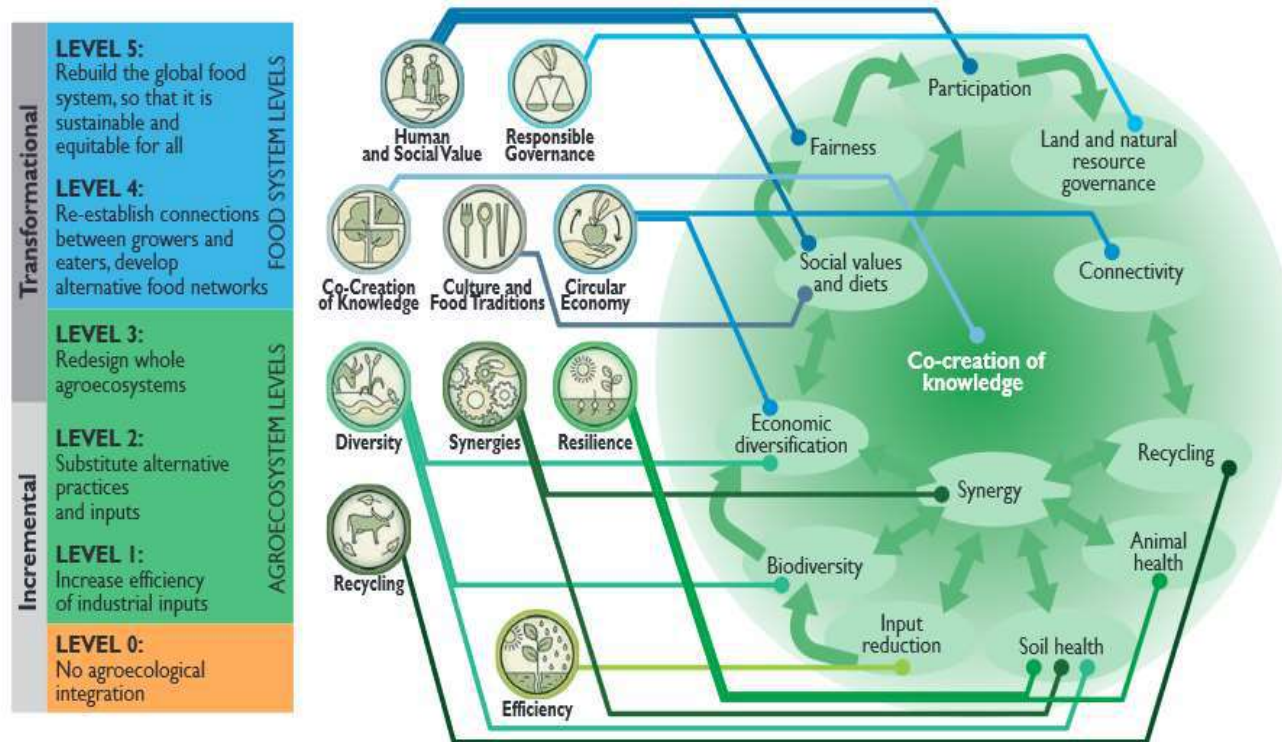 Transformational
Incremental
LEVEL 5:
Rebuild the global food
system, so that it is
sustainable and
equitable for all
LEVEL 4:
Re-establish connections
between growers and
eaters, develop
alternative food networks
FOOD SYSTEM LEVELS
LEVEL 3:
Redesign whole
agroecosystems
LEVEL 2:
Substitute alternative
practices
and inputs
LEVEL 1:
Increase efficiency
of industrial inputs
AGROECOSYSTEM LEVELS
LEVEL 0:
No agroecological
integration
Human
and Social Value
Responsible
Governance
Co-Creation
of Knowledge
Culture and
Food Traditions
Circular
Economy
Diversity
Synergies
Resilience
Recycling
Efficiency
Participation
Fairness
Land and natural
resource
governance
Social values
and diets
Connectivity
Co-creation of
knowledge
Economic
diversification
Recycling
Synergy
Biodiversity
Animal
health
Input
reduction
Soil health